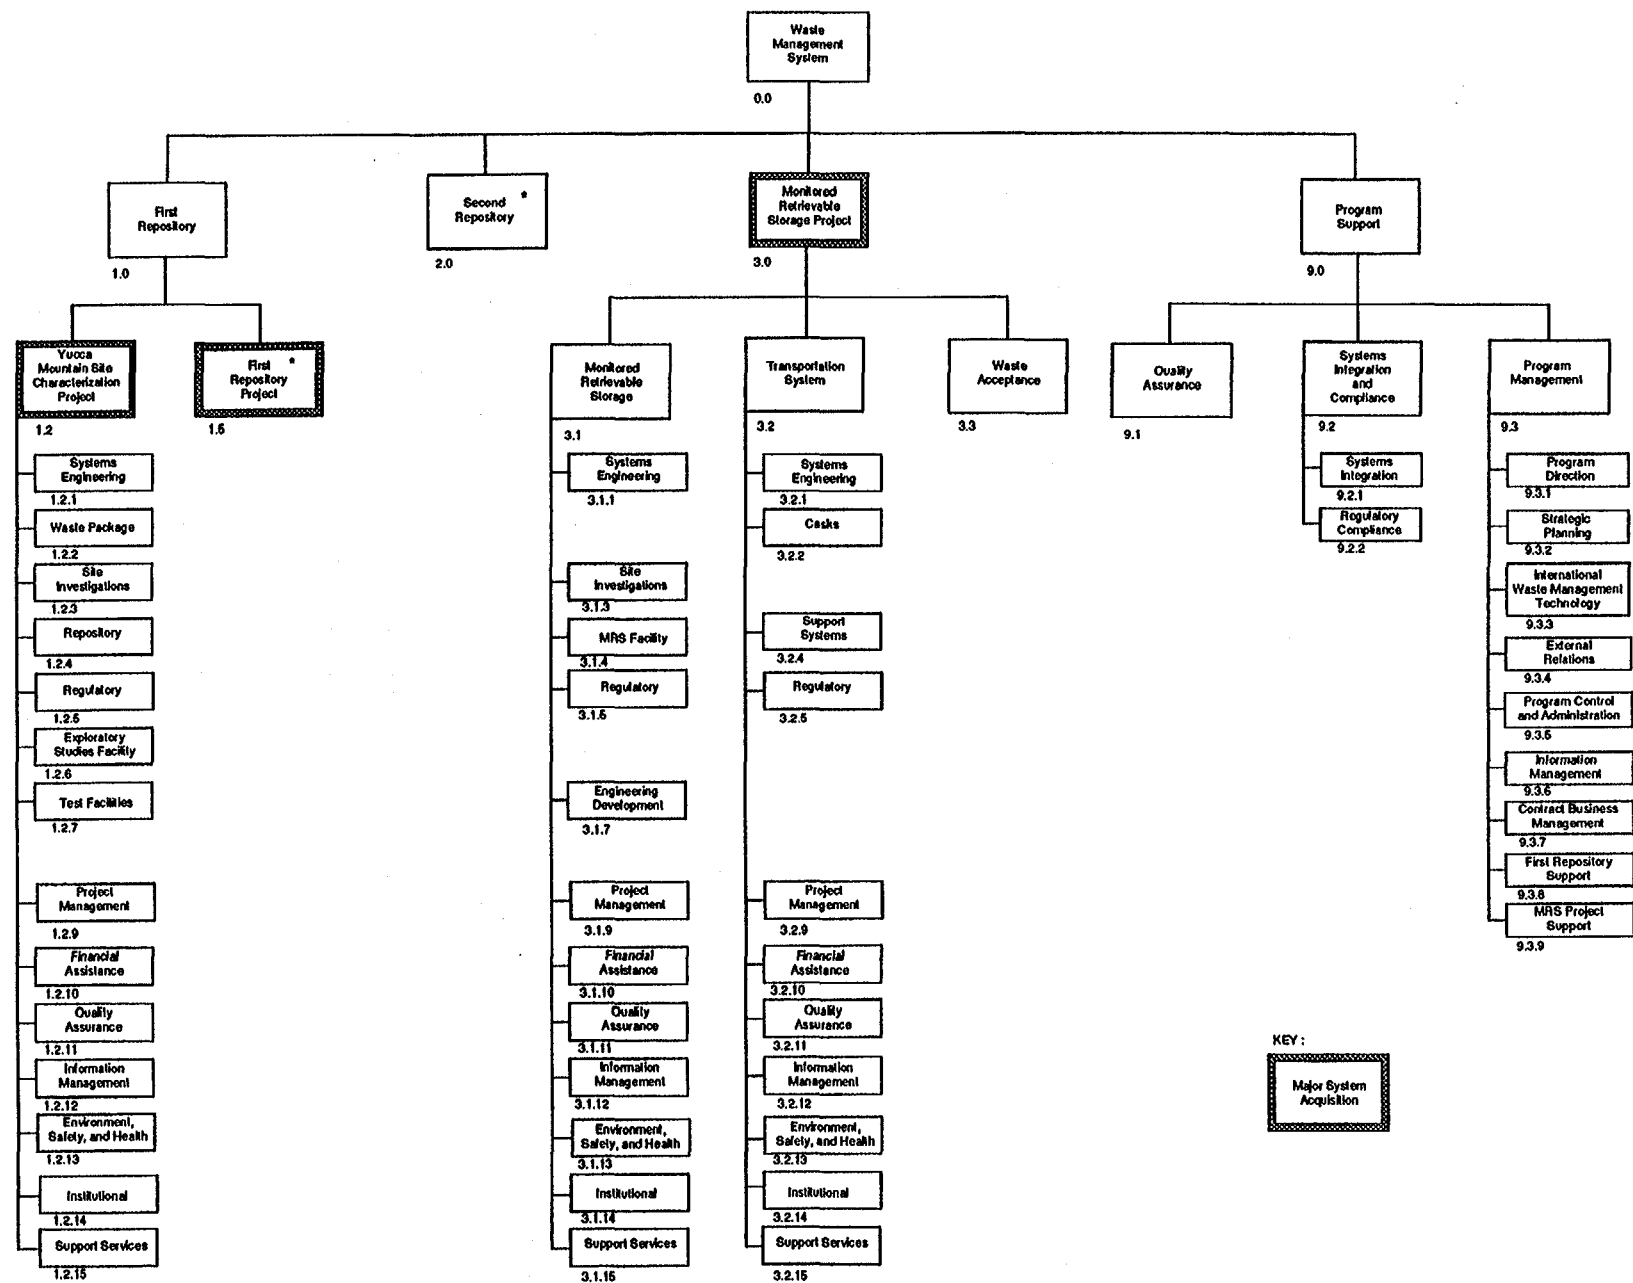 Waste
Management
System
0.0
First
Repository
1.0
Second *
Repository
2.0
Monitored
Retrievable
Storage Project
3.0
Program
Support
9.0
Yucca
Mountain Site
Characterization
Project
1.2
First *
Repository
Project
1.5
Monitored
Retrievable
Storage
3.1
Transportation
System
3.2
Waste
Acceptance
3.3
Quality
Assurance
9.1
Systems
Integration
and
Compliance
9.2
Program
Management
9.3
Systems
Engineering
1.2.1
Waste Package
1.2.2
Site
Investigations
1.2.3
Repository
1.2.4
Regulatory
1.2.5
Exploratory
Studies Facility
1.2.6
Test Facilities
1.2.7
Project
Management
1.2.9
Financial
Assistance
1.2.10
Quality
Assurance
1.2.11
Information
Management
1.2.12
Environment,
Safety, and Health
1.2.13
Institutional
1.2.14
Support Services
1.2.15
Systems
Engineering
3.1.1
Site
Investigations
3.1.3
MRS Facility
3.1.4
Regulatory
3.1.5
Engineering
Development
3.1.7
Project
Management
3.1.9
Financial
Assistance
3.1.10
Quality
Assurance
3.1.11
Information
Management
3.1.12
Environment,
Safety, and Health
3.1.13
Institutional
3.1.14
Support Services
3.1.15
Systems
Engineering
3.2.1
Casks
3.2.2
Support
Systems
3.2.4
Regulatory
3.2.5
Project
Management
3.2.9
Financial
Assistance
3.2.10
Quality
Assurance
3.2.11
Information
Management
3.2.12
Environment,
Safety, and Health
3.2.13
Institutional
3.2.14
Support Services
3.2.15
Systems
Integration
9.2.1
Regulatory
Compliance
9.2.2
Program
Direction
9.3.1
Strategic
Planning
9.3.2
International
Waste Management
Technology
9.3.3
External
Relations
9.3.4
Program Control
and Administration
9.3.5
Information
Management
9.3.6
Contract Business
Management
9.3.7
First Repository
Support
9.3.8
MRS Project
Support
9.3.9
KEY :
Major System
Acquisition